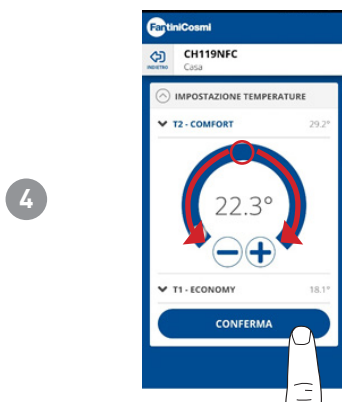 FantiniCosmi
INDIETRO
CH119NFC
Casa
IMPOSTAZIONE TEMPERATURE
T2 - COMFORT 29.2°
22.3°
T1 - ECONOMY 18.1°
CONFERMA
4